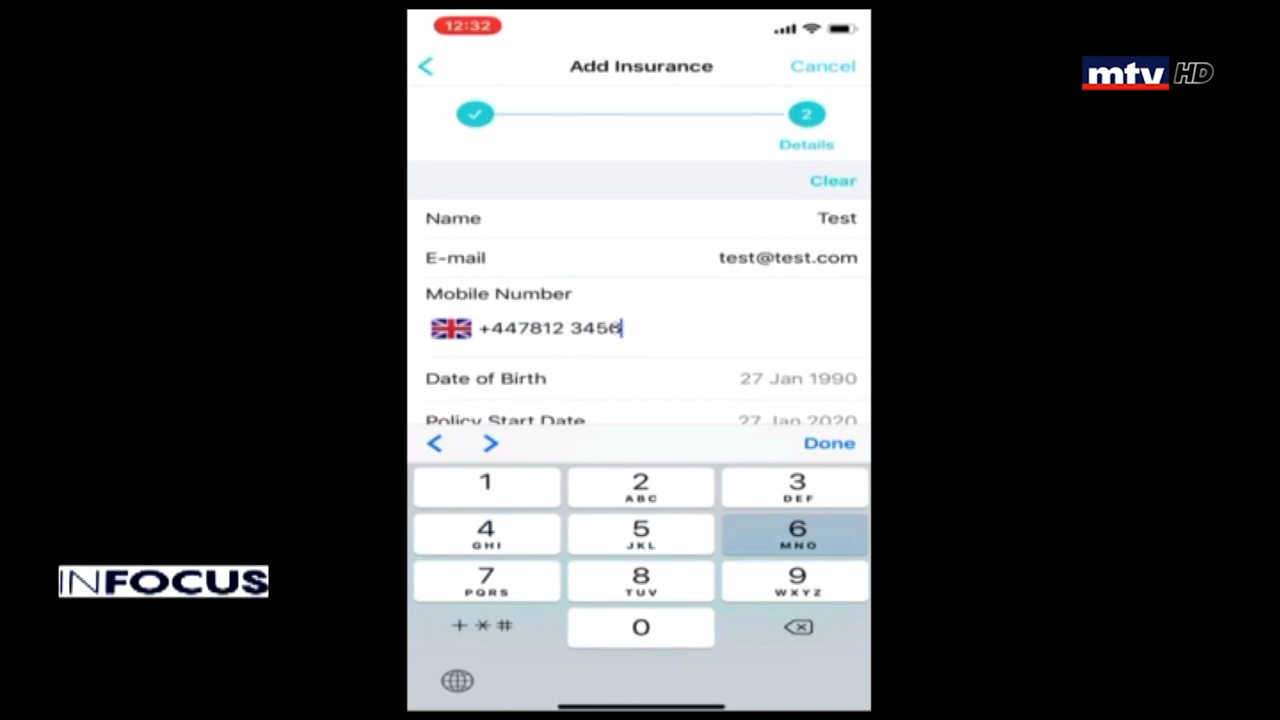 12:32
mtv HD
Add Insurance
Cancel
2
Details
Clear
Name
Test
E-mail
test@test.com
Mobile Number
+447812 3456
Date of Birth
27 Jan 1990
Policy Start Date
27 Jan 2020
Done
1
2
ABC
3
DEF
4
GHI
5
JKL
6
MNO
7
PQRS
8
TUV
9
WXYZ
+ * #
0
INFOCUS